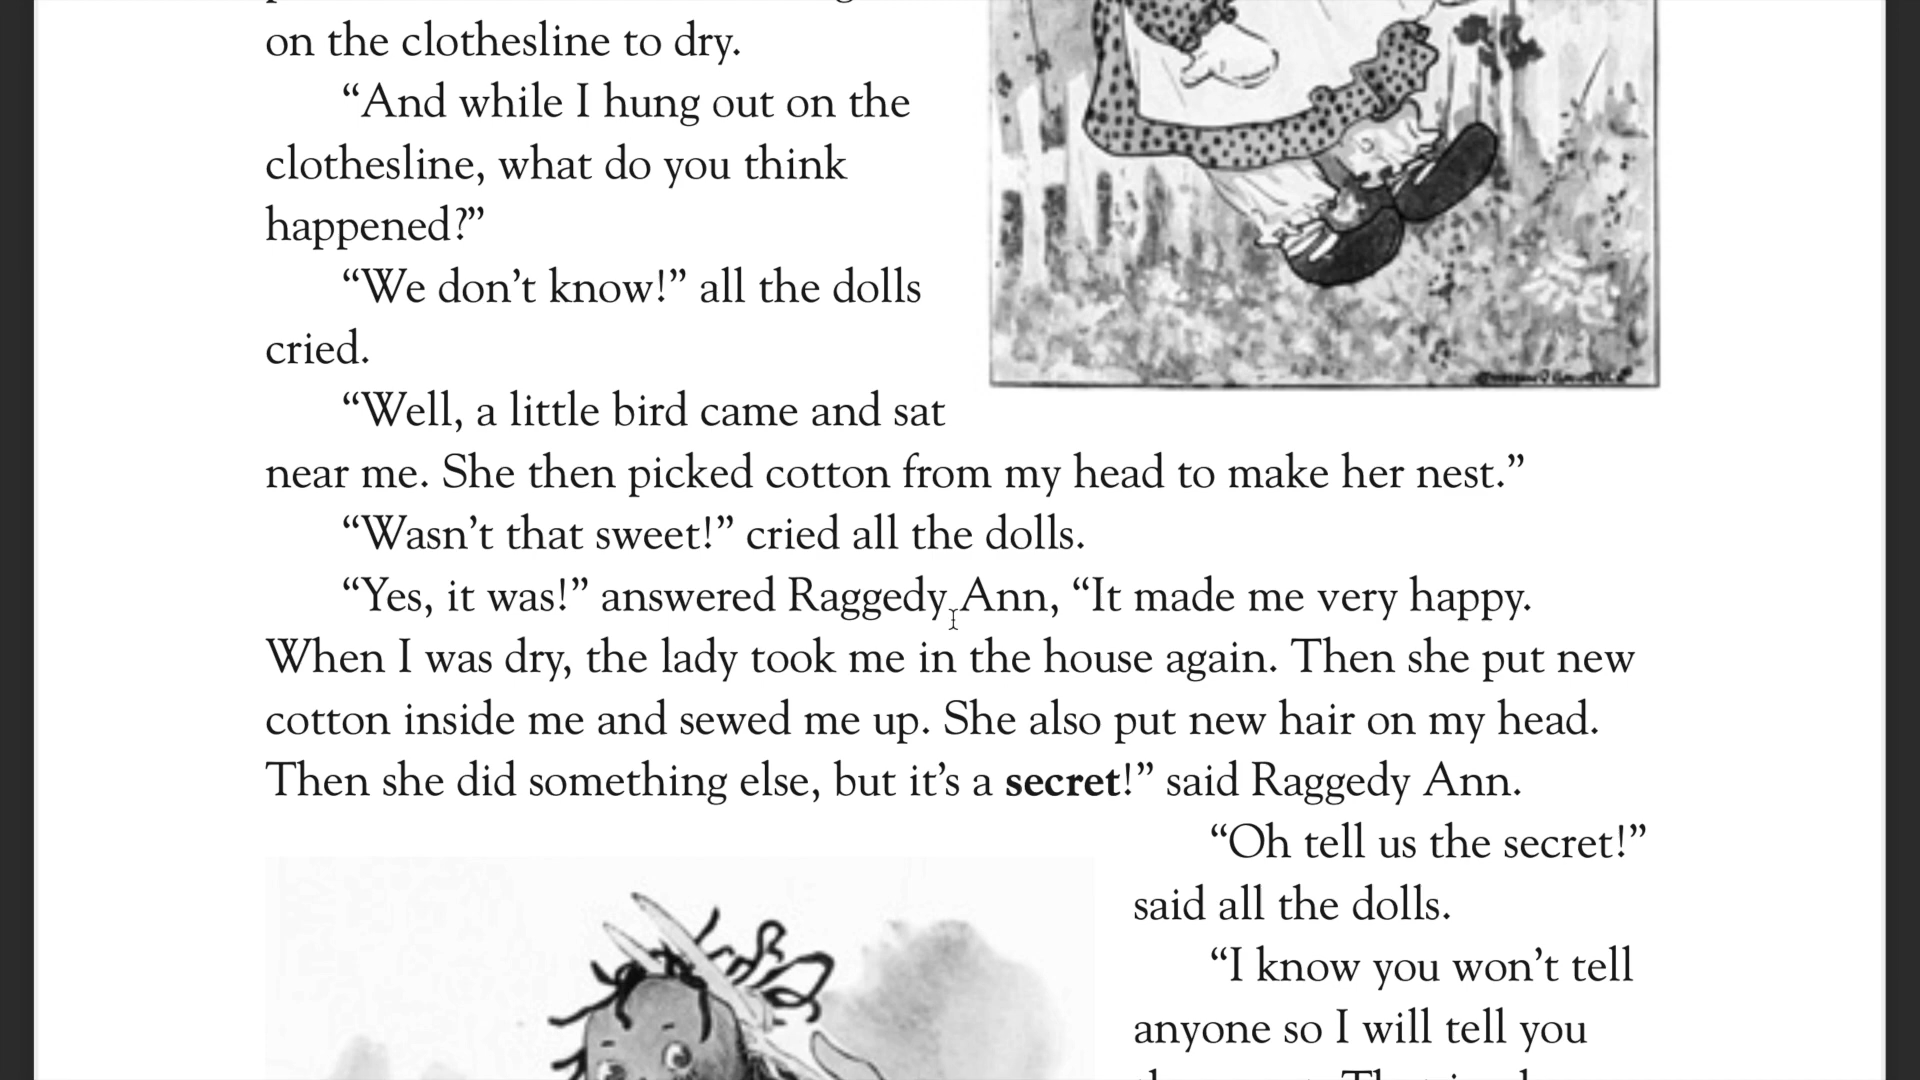 on the clothesline to dry.
“And while I hung out on the
clothesline, what do you think
happened?”
“We don’t know!” all the dolls
cried.
“Well, a little bird came and sat
near me. She then picked cotton from my head to make her nest.”
“Wasn’t that sweet!” cried all the dolls.
“Yes, it was!” answered Raggedy Ann, “It made me very happy.
When I was dry, the lady took me in the house again. Then she put new
cotton inside me and sewed me up. She also put new hair on my head.
Then she did something else, but it’s a secret!” said Raggedy Ann.
“Oh tell us the secret!”
said all the dolls.
“I know you won’t tell
anyone so I will tell you